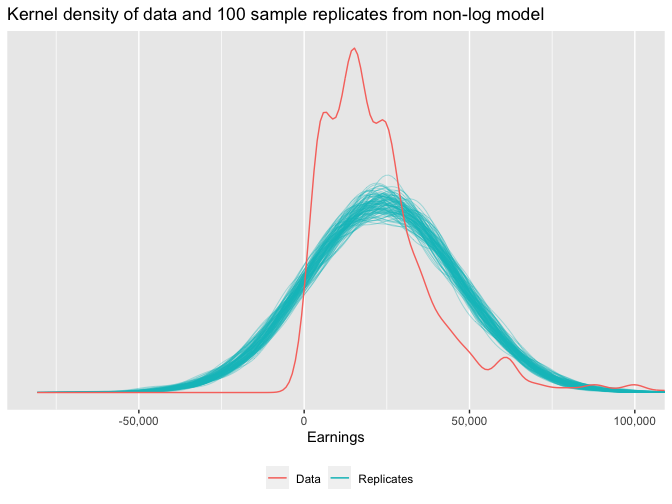 Kernel density of data and 100 sample replicates from non-log model
-50,000 0 50,000 100,000
Earnings
Data Replicates